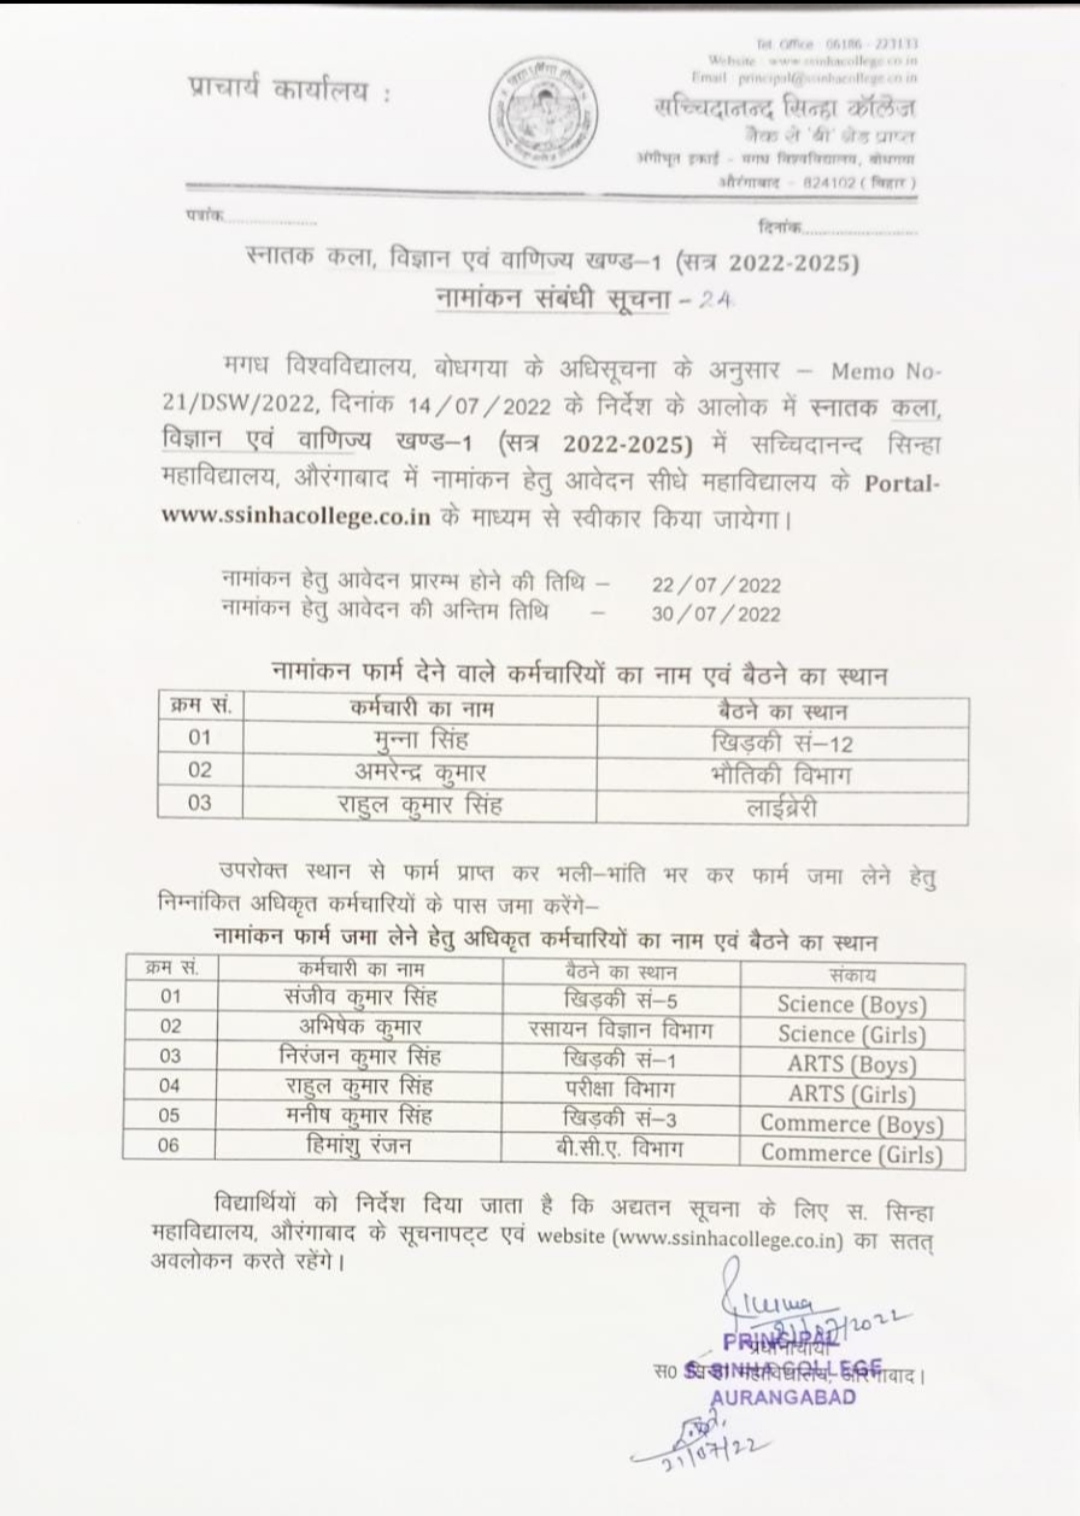 Tel. Office - 06186 - 223133
Website - www.ssinhacollege.co.in
Email principal@ssinhacollege.co.in
प्राचार्य कार्यालय :
सच्चिदानन्द सिन्हा कॉलेज
नैक से 'बी' ग्रेड प्राप्त
अंगीभूत इकाई - मगध विश्वविद्यालय, बोधगया
औरंगाबाद - 824102 ( बिहार )
पत्रांक.................... दिनांक.........................
स्नातक कला, विज्ञान एवं वाणिज्य खण्ड–1 (सत्र 2022-2025)
नामांकन संबंधी सूचना - 24
मगध विश्वविद्यालय, बोधगया के अधिसूचना के अनुसार – Memo No-
21/DSW/2022, दिनांक 14/07/2022 के निर्देश के आलोक में स्नातक कला,
विज्ञान एवं वाणिज्य खण्ड–1 (सत्र 2022-2025) में सच्चिदानन्द सिन्हा
महाविद्यालय, औरंगाबाद में नामांकन हेतु आवेदन सीधे महाविद्यालय के Portal-
www.ssinhacollege.co.in के माध्यम से स्वीकार किया जायेगा।
नामांकन हेतु आवेदन प्रारम्भ होने की तिथि – 22/07/2022
नामांकन हेतु आवेदन की अन्तिम तिथि – 30/07/2022
नामांकन फार्म देने वाले कर्मचारियों का नाम एवं बैठने का स्थान
क्रम सं. कर्मचारी का नाम बैठने का स्थान
01 मुन्ना सिंह खिड़की सं–12
02 अमरेन्द्र कुमार भौतिकी विभाग
03 राहुल कुमार सिंह लाईब्रेरी
उपरोक्त स्थान से फार्म प्राप्त कर भली–भांति भर कर फार्म जमा लेने हेतु
निम्नांकित अधिकृत कर्मचारियों के पास जमा करेंगे–
नामांकन फार्म जमा लेने हेतु अधिकृत कर्मचारियों का नाम एवं बैठने का स्थान
क्रम सं. कर्मचारी का नाम बैठने का स्थान संकाय
01 संजीव कुमार सिंह खिड़की सं–5 Science (Boys)
02 अभिषेक कुमार रसायन विज्ञान विभाग Science (Girls)
03 निरंजन कुमार सिंह खिड़की सं–1 ARTS (Boys)
04 राहुल कुमार सिंह परीक्षा विभाग ARTS (Girls)
05 मनीष कुमार सिंह खिड़की सं–3 Commerce (Boys)
06 हिमांशु रंजन बी.सी.ए. विभाग Commerce (Girls)
विद्यार्थियों को निर्देश दिया जाता है कि अद्यतन सूचना के लिए स. सिन्हा
महाविद्यालय, औरंगाबाद के सूचनापट्ट एवं website (www.ssinhacollege.co.in) का सतत्
अवलोकन करते रहेंगे।
21/07/2022
PRINCIPAL
S. SINHA COLLEGE
AURANGABAD
21/07/22